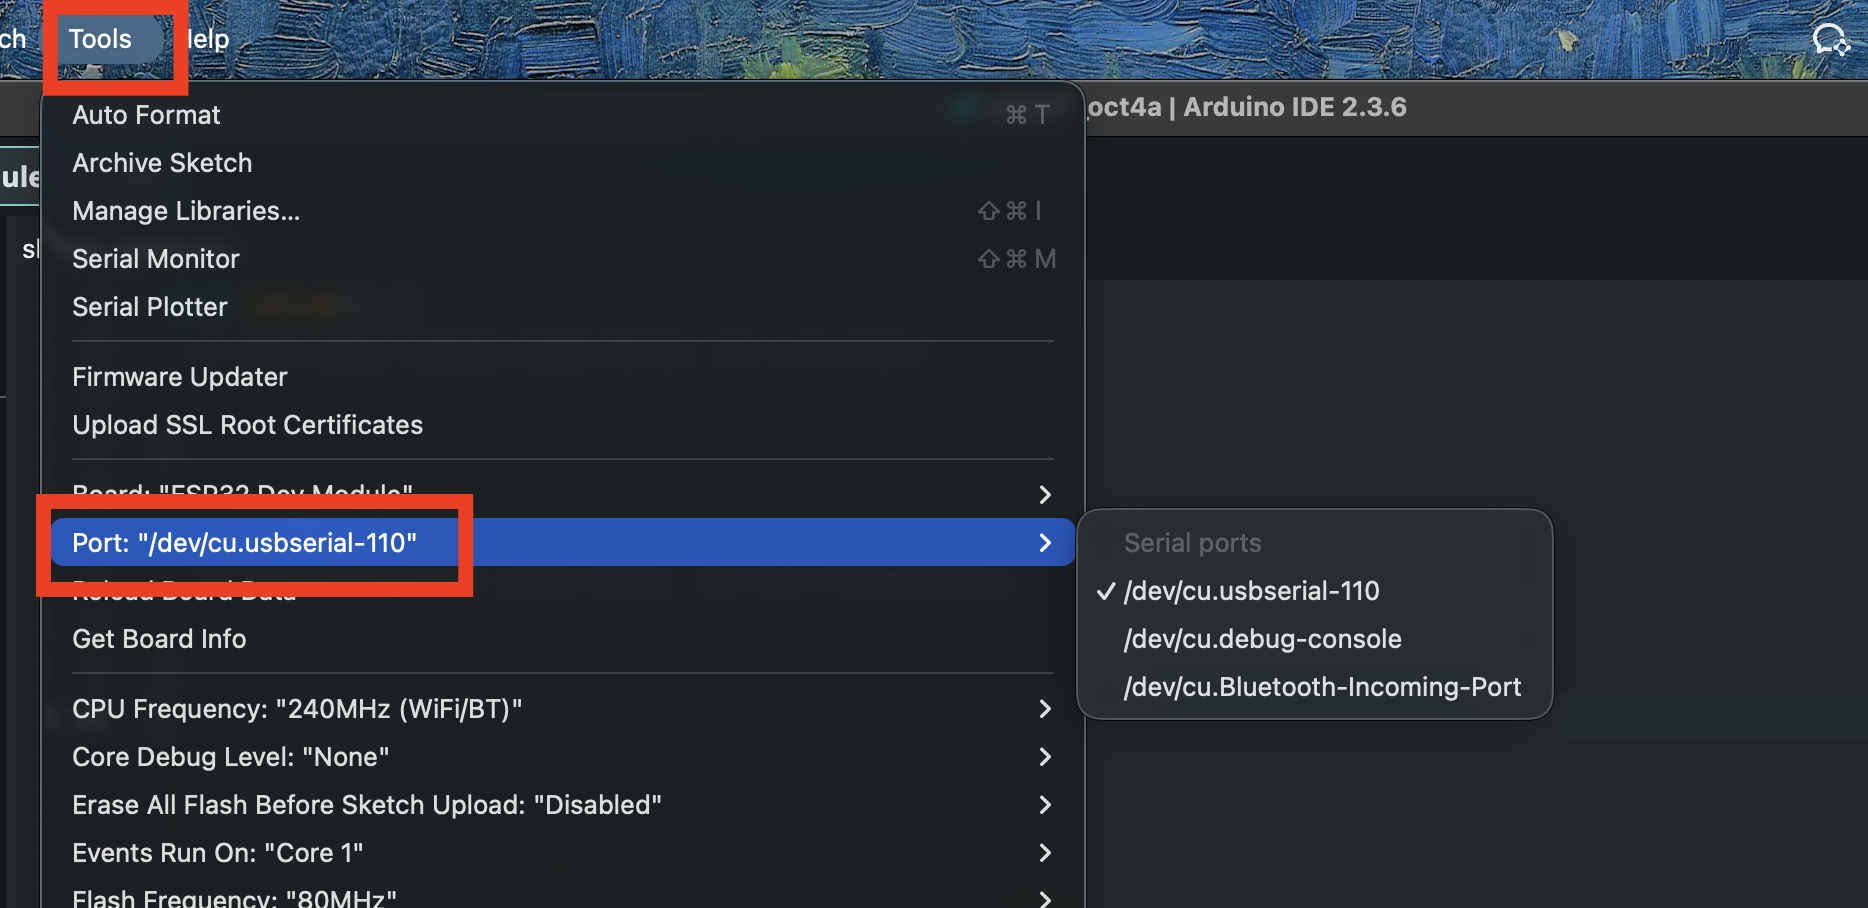 ch Tools Help
_oct4a | Arduino IDE 2.3.6
Auto Format ⌘ T
Archive Sketch
ule
Manage Libraries... ⇧ ⌘ I
Serial Monitor ⇧ ⌘ M
Serial Plotter
Firmware Updater
Upload SSL Root Certificates
Board: "ESP32 Dev Module"
Port: "/dev/cu.usbserial-110"
Reload Board Data
Get Board Info
CPU Frequency: "240MHz (WiFi/BT)"
Core Debug Level: "None"
Erase All Flash Before Sketch Upload: "Disabled"
Events Run On: "Core 1"
Flash Frequency: "80MHz"
Serial ports
✓ /dev/cu.usbserial-110
/dev/cu.debug-console
/dev/cu.Bluetooth-Incoming-Port